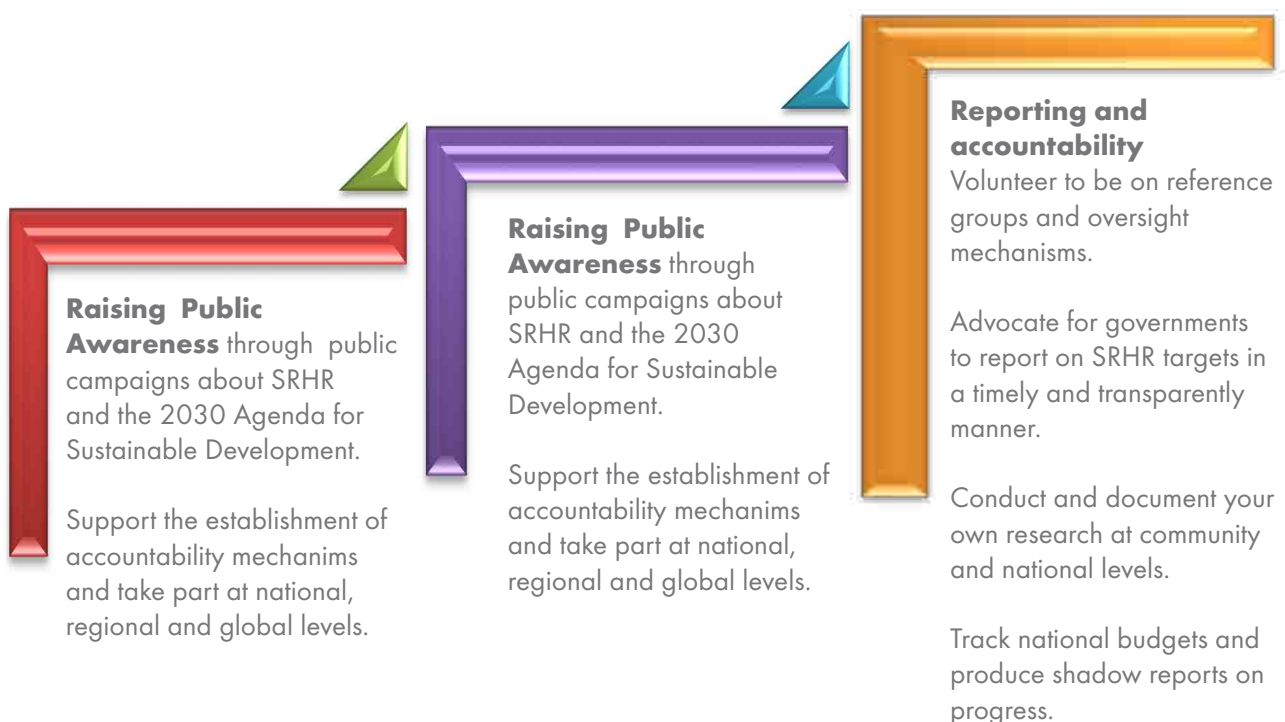 Raising Public
Awareness through public
campaigns about SRHR
and the 2030 Agenda for
Sustainable Development.
Support the establishment of
accountability mechanims
and take part at national,
regional and global levels.
Raising Public
Awareness through
public campaigns about
SRHR and the 2030
Agenda for Sustainable
Development.
Support the establishment of
accountability mechanims
and take part at national,
regional and global levels.
Reporting and
accountability
Volunteer to be on reference
groups and oversight
mechanisms.
Advocate for governments
to report on SRHR targets in
a timely and transparently
manner.
Conduct and document your
own research at community
and national levels.
Track national budgets and
produce shadow reports on
progress.